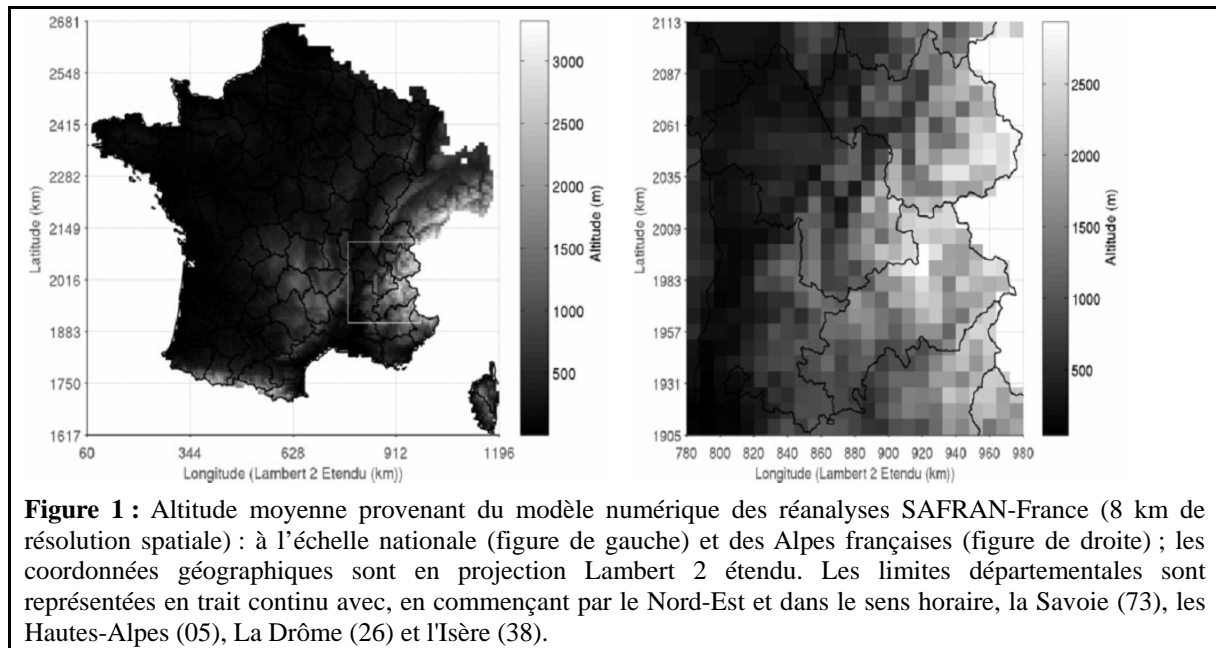 2681
2548
2415
2282
2149
2016
1883
1750
1617
Latitude (km)
60 344 628 912 1196
Longitude (Lambert 2 Etendu (km))
3000
2500
2000
1500
1000
500
Altitude (m)
2113
2087
2061
2035
2009
1983
1957
1931
1905
Latitude (km)
780 800 820 840 860 880 900 920 940 960 980
Longitude (Lambert 2 Etendu (km))
2500
2000
1500
1000
500
Altitude (m)
Figure 1 : Altitude moyenne provenant du modèle numérique des réanalyses SAFRAN-France (8 km de
résolution spatiale) : à l’échelle nationale (figure de gauche) et des Alpes françaises (figure de droite) ; les
coordonnées géographiques sont en projection Lambert 2 étendu. Les limites départementales sont
représentées en trait continu avec, en commençant par le Nord-Est et dans le sens horaire, la Savoie (73), les
Hautes-Alpes (05), La Drôme (26) et l'Isère (38).